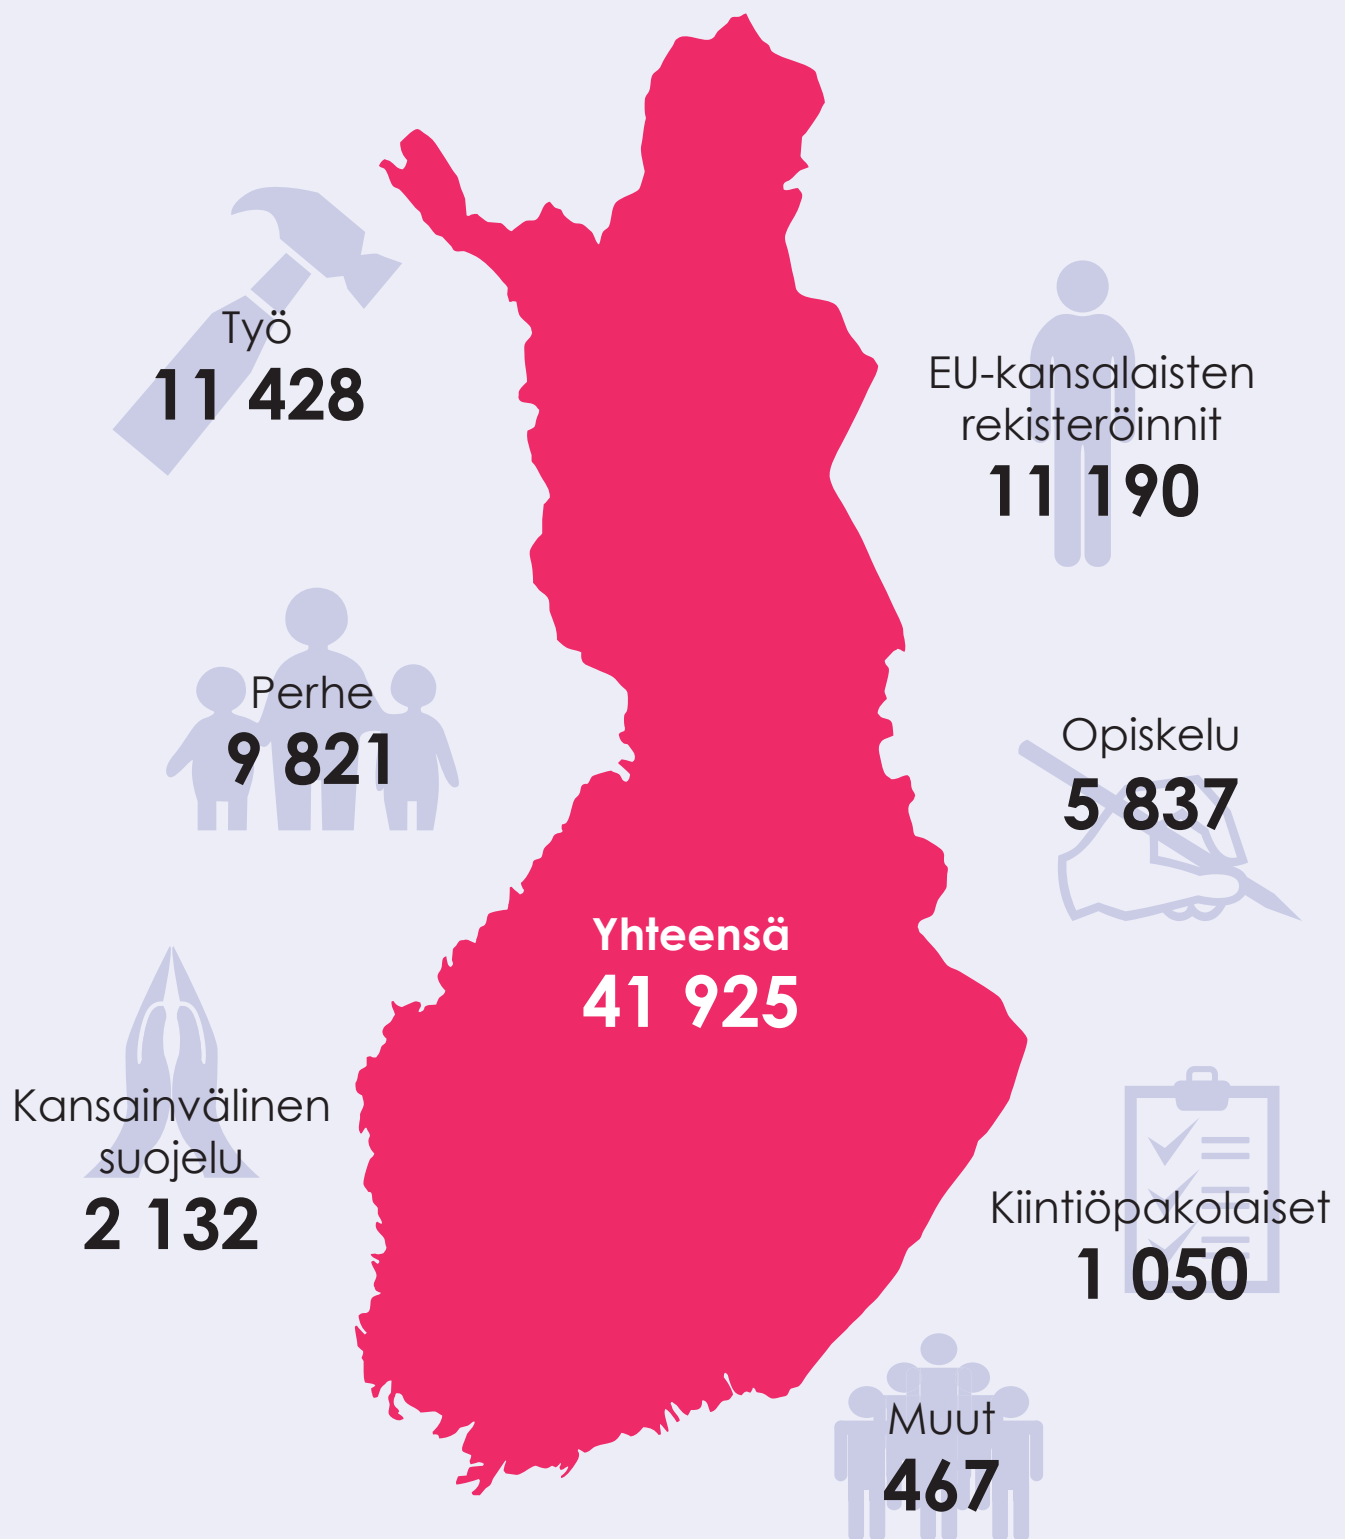 Työ
11 428
EU-kansalaisten
rekisteröinnit
11 190
Perhe
9 821
Opiskelu
5 837
Yhteensä
41 925
Kansainvälinen
suojelu
2 132
Kiintiöpakolaiset
1 050
Muut
467